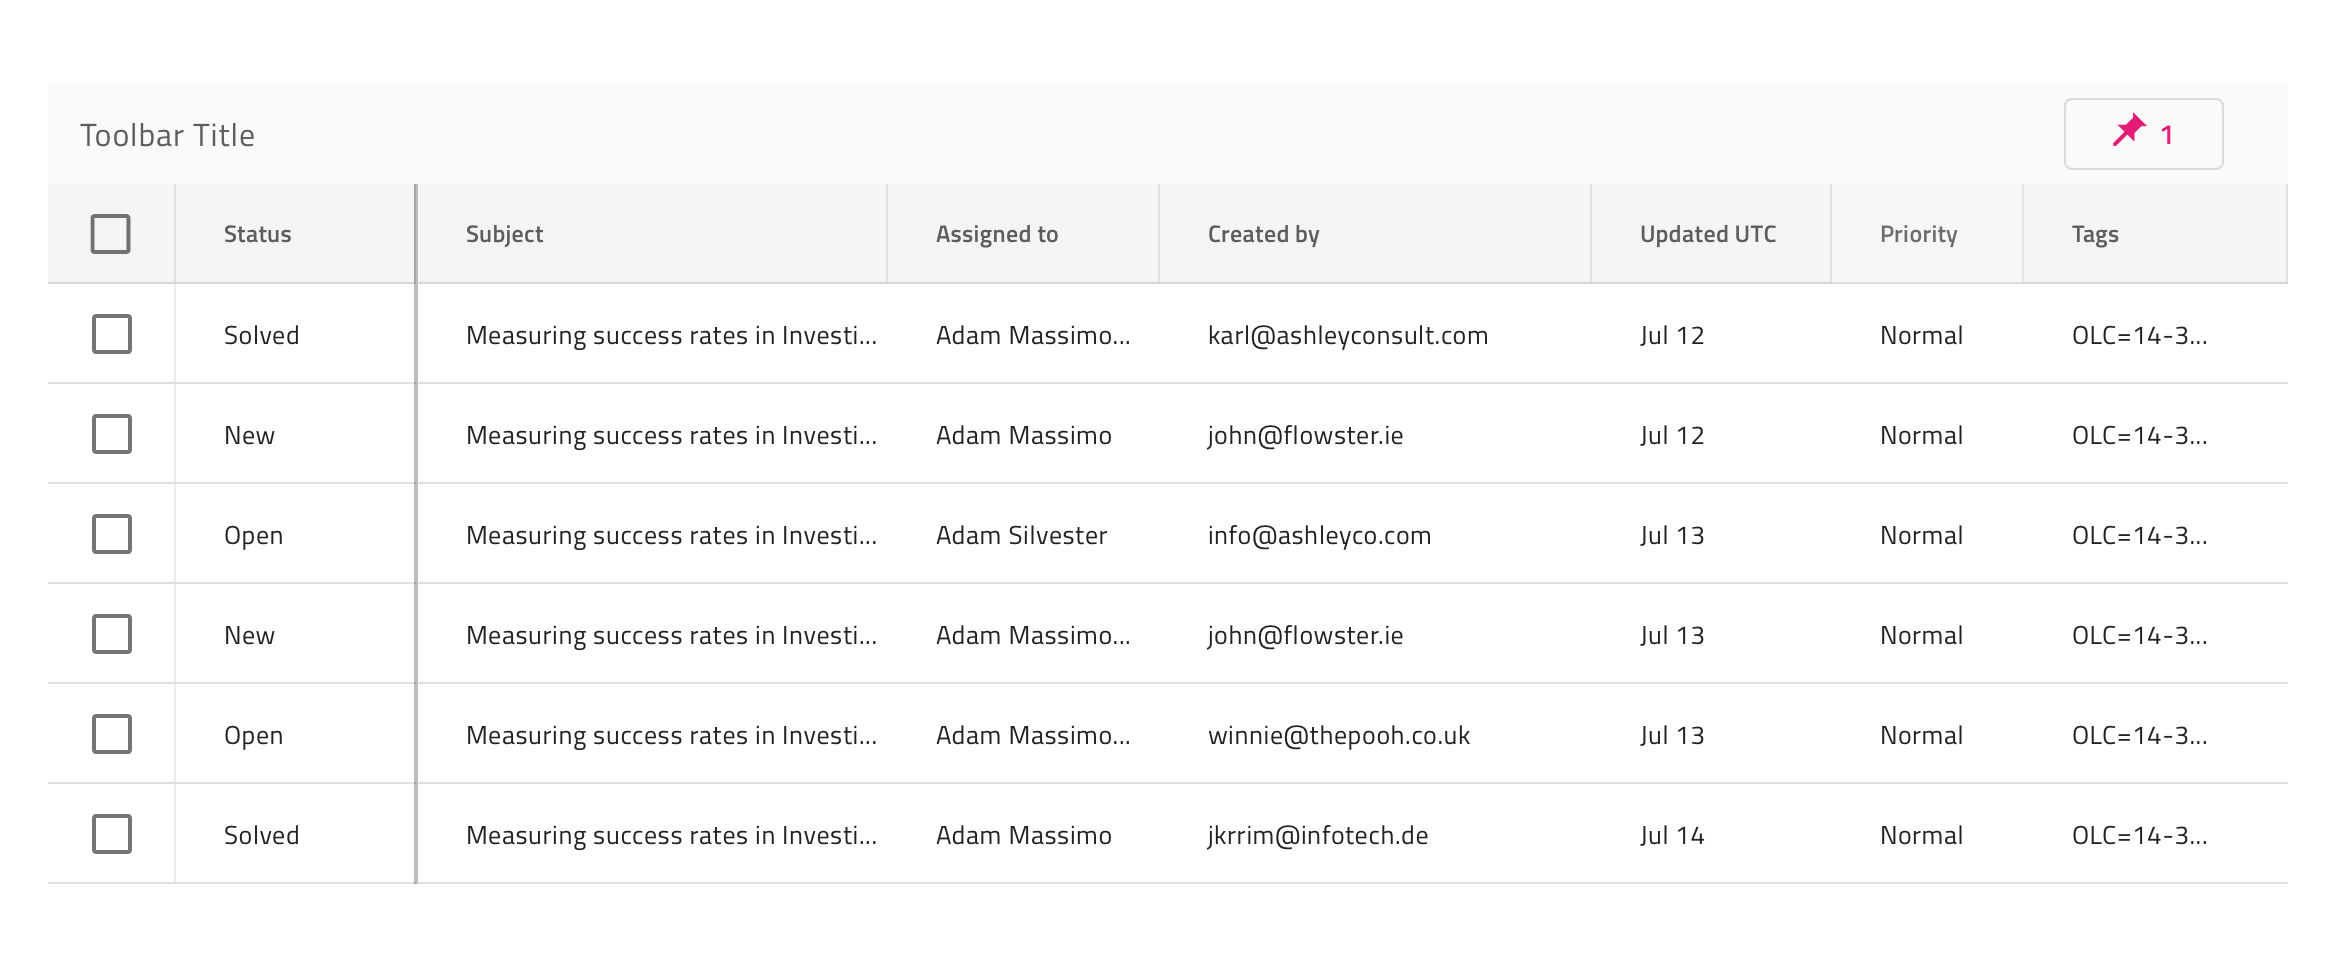 Toolbar Title 1
Status Subject Assigned to Created by Updated UTC Priority Tags
Solved Measuring success rates in Investi... Adam Massimo... karl@ashleyconsult.com Jul 12 Normal OLC=14-3...
New Measuring success rates in Investi... Adam Massimo john@flowster.ie Jul 12 Normal OLC=14-3...
Open Measuring success rates in Investi... Adam Silvester info@ashleyco.com Jul 13 Normal OLC=14-3...
New Measuring success rates in Investi... Adam Massimo... john@flowster.ie Jul 13 Normal OLC=14-3...
Open Measuring success rates in Investi... Adam Massimo... winnie@thepooh.co.uk Jul 13 Normal OLC=14-3...
Solved Measuring success rates in Investi... Adam Massimo jkrrim@infotech.de Jul 14 Normal OLC=14-3...